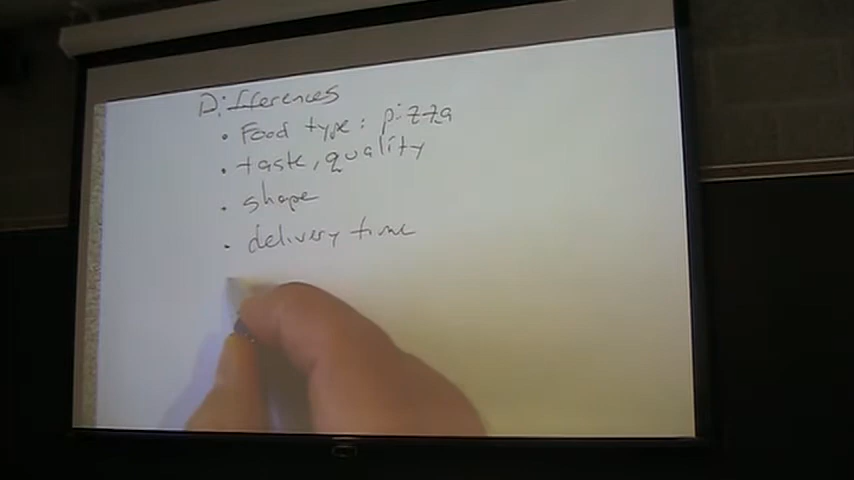 Differences
• Food type: pizza
• taste, quality
• shape
• delivery time